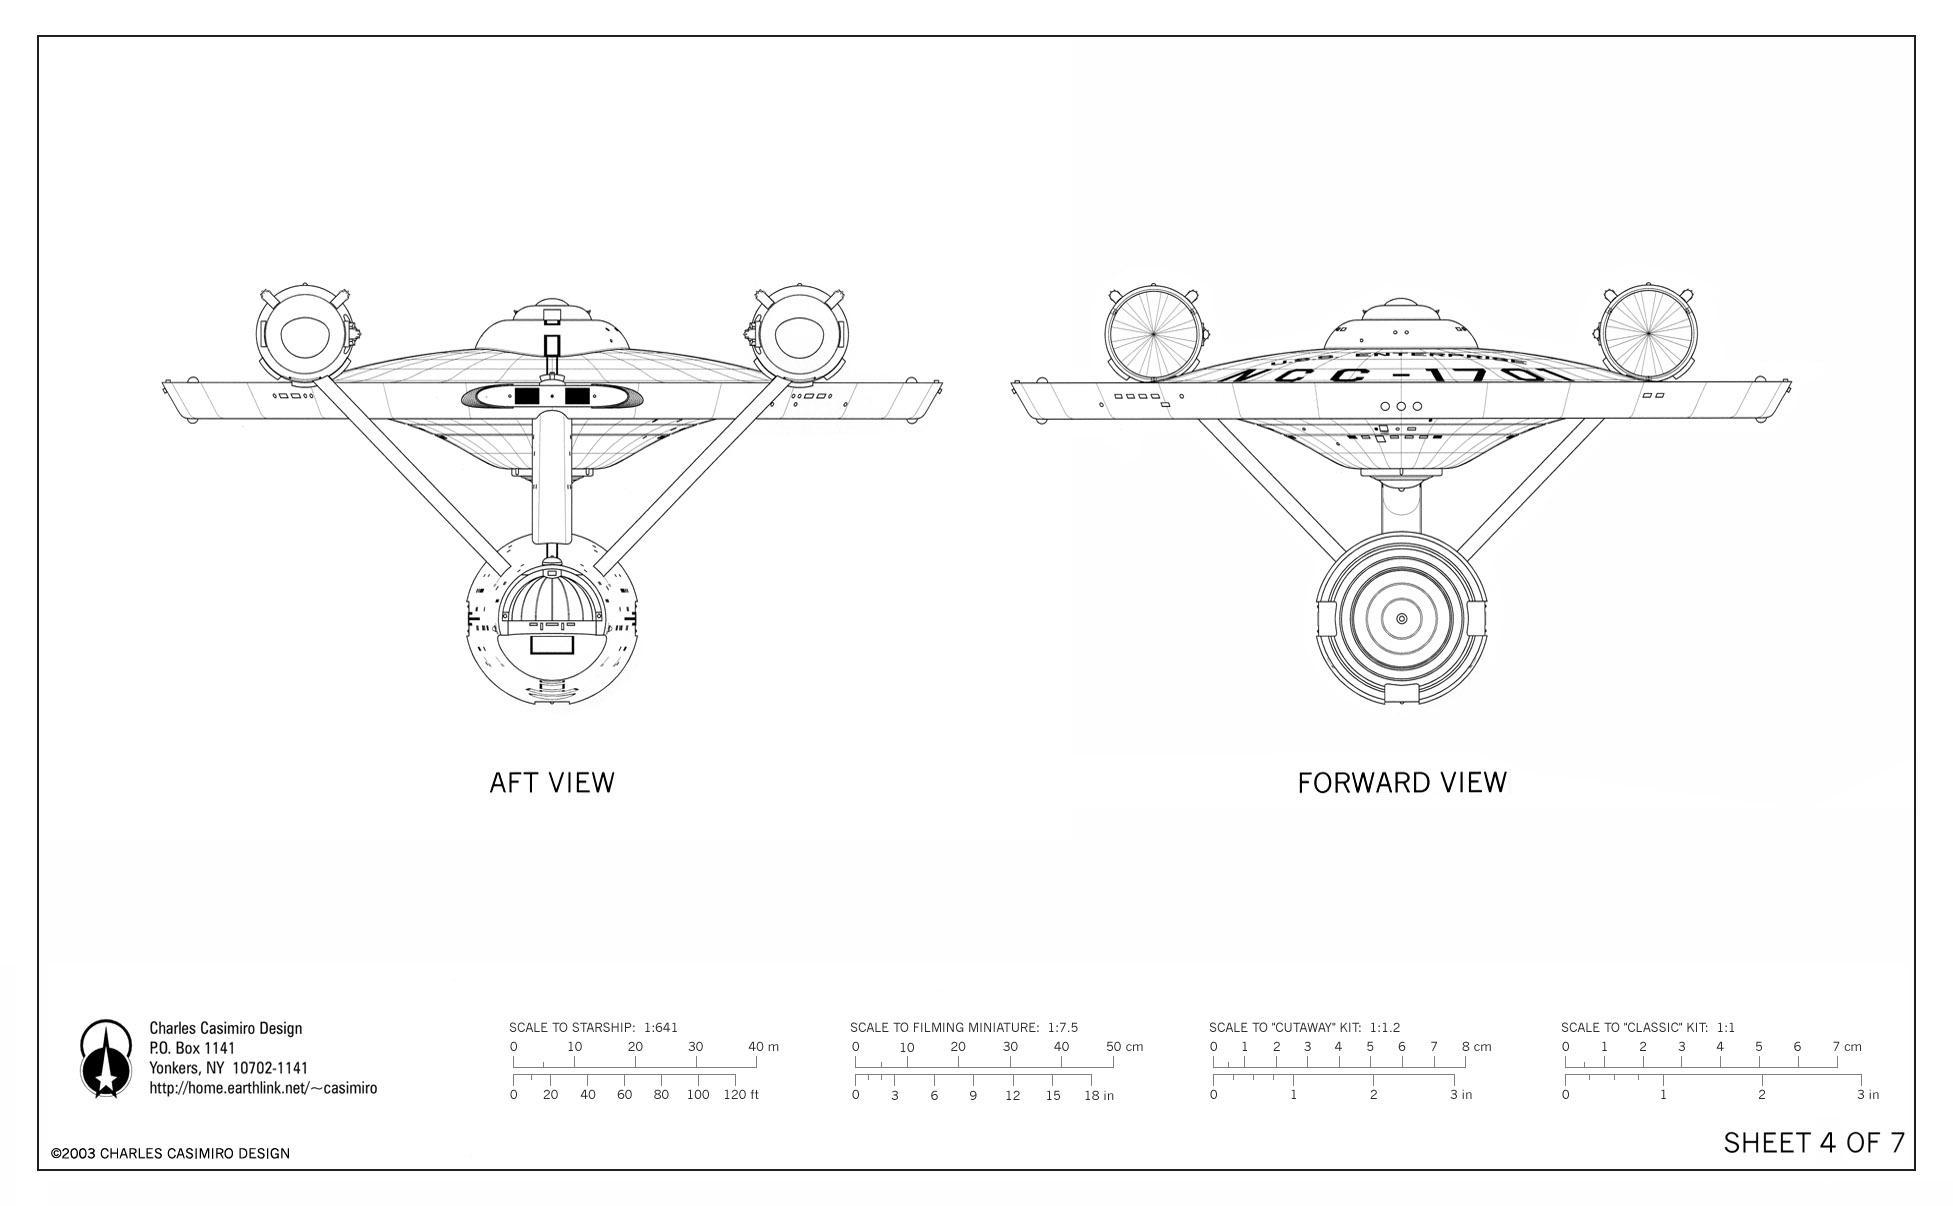 U.S.S. ENTERPRISE
NCC-1701
AFT VIEW
FORWARD VIEW
Charles Casimiro Design
P.O. Box 1141
Yonkers, NY 10702-1141
http://home.earthlink.net/~casimiro
SCALE TO STARSHIP: 1:641
0 10 20 30 40 m
0 20 40 60 80 100 120 ft
SCALE TO FILMING MINIATURE: 1:7.5
0 10 20 30 40 50 cm
0 3 6 9 12 15 18 in
SCALE TO "CUTAWAY" KIT: 1:1.2
0 1 2 3 4 5 6 7 8 cm
0 1 2 3 in
SCALE TO "CLASSIC" KIT: 1:1
0 1 2 3 4 5 6 7 cm
0 1 2 3 in
SHEET 4 OF 7
©2003 CHARLES CASIMIRO DESIGN